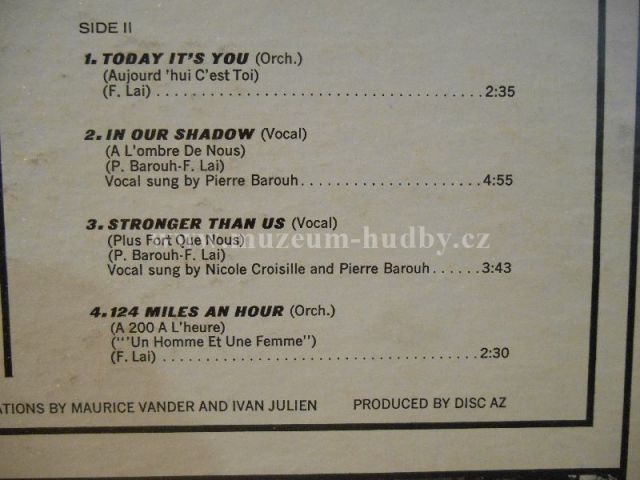 SIDE II
1. TODAY IT'S YOU (Orch.)
(Aujourd 'hui C'est Toi)
(F. Lai) . . . . . . . . . . . . . . . . . . . . . . . . . . . . . . . . . . . . 2:35
2. IN OUR SHADOW (Vocal)
(A L'ombre De Nous)
(P. Barouh-F. Lai)
Vocal sung by Pierre Barouh. . . . . . . . . . . . . . . . . . . . 4:55
3. STRONGER THAN US (Vocal)
(Plus Fort Que Nous)
(P. Barouh-F. Lai)
Vocal sung by Nicole Croisille and Pierre Barouh. . . . . . 3:43
4. 124 MILES AN HOUR (Orch.)
(A 200 A L'heure)
("'Un Homme Et Une Femme")
(F. Lai) . . . . . . . . . . . . . . . . . . . . . . . . . . . . . . . . . . . 2:30
ATIONS BY MAURICE VANDER AND IVAN JULIEN PRODUCED BY DISC AZ
muzeum-hudby.cz